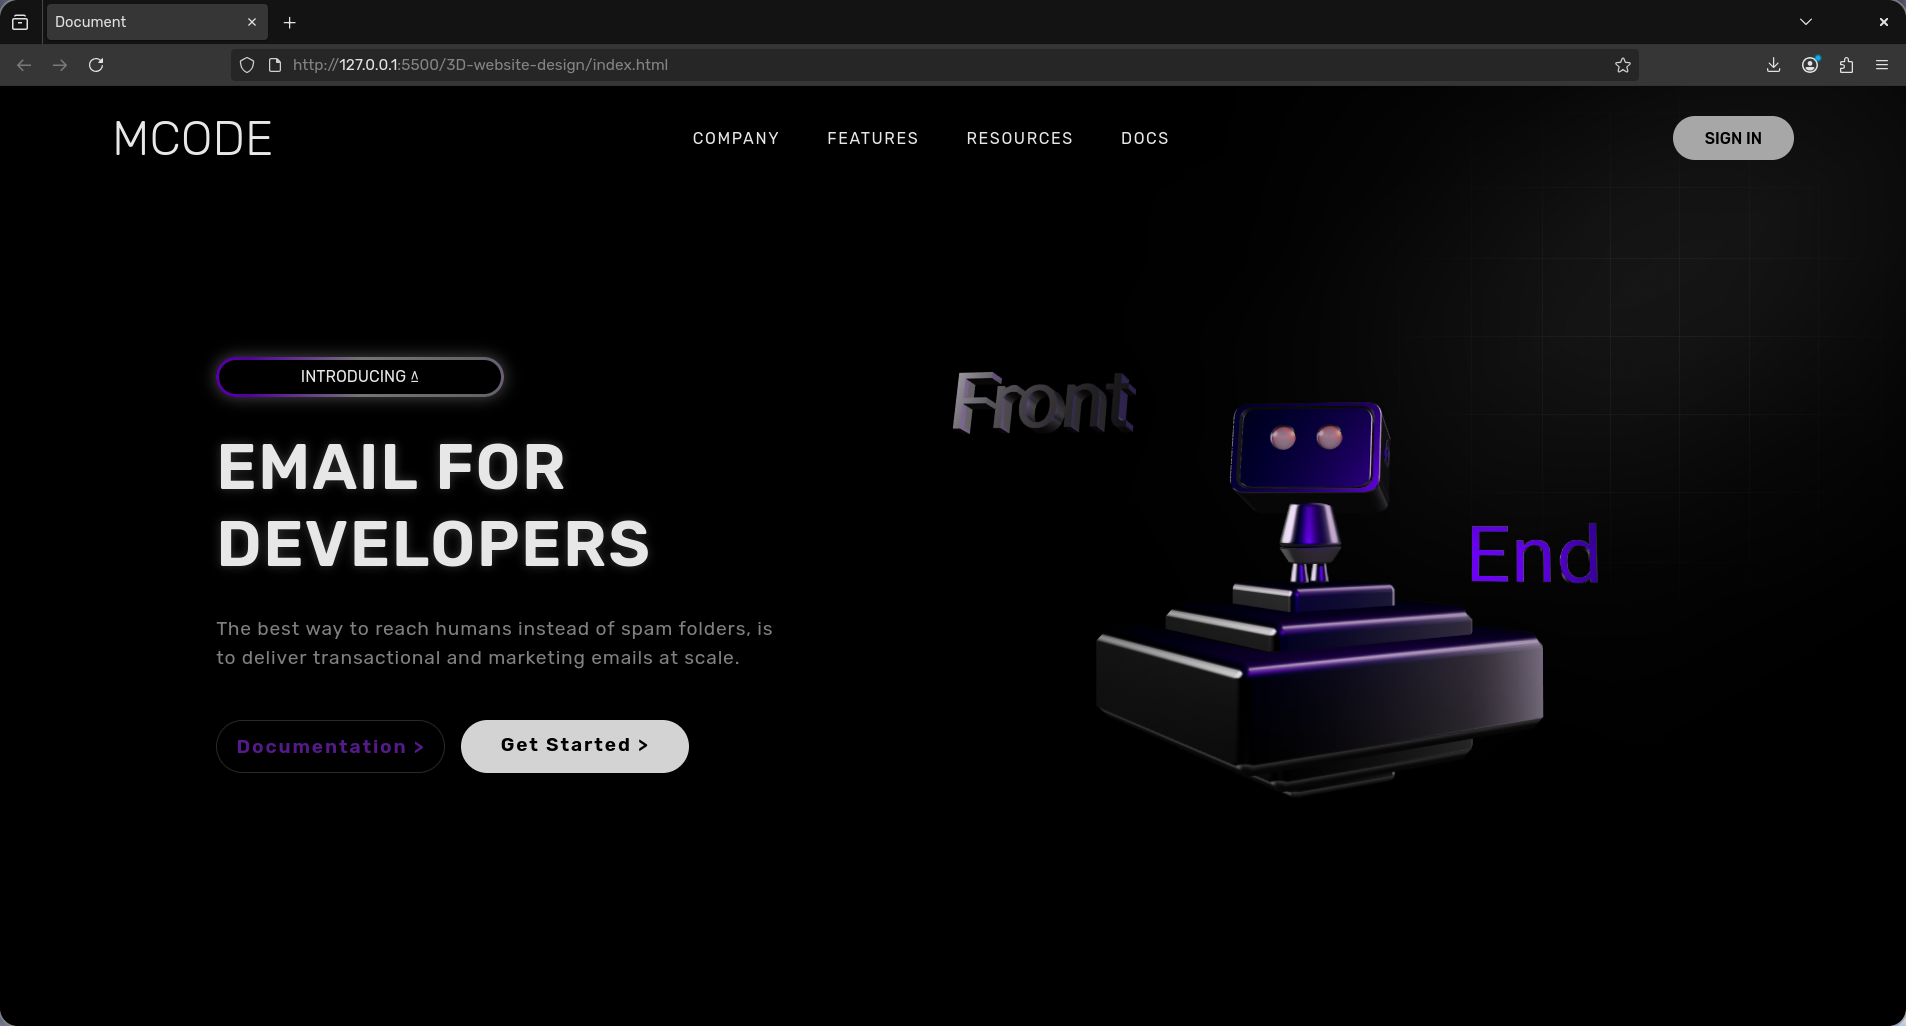 Document
http://127.0.0.1:5500/3D-website-design/index.html
MCODE
COMPANY FEATURES RESOURCES DOCS
SIGN IN
INTRODUCING Δ
EMAIL FOR
DEVELOPERS
The best way to reach humans instead of spam folders, is
to deliver transactional and marketing emails at scale.
Documentation >
Get Started >
Front
End